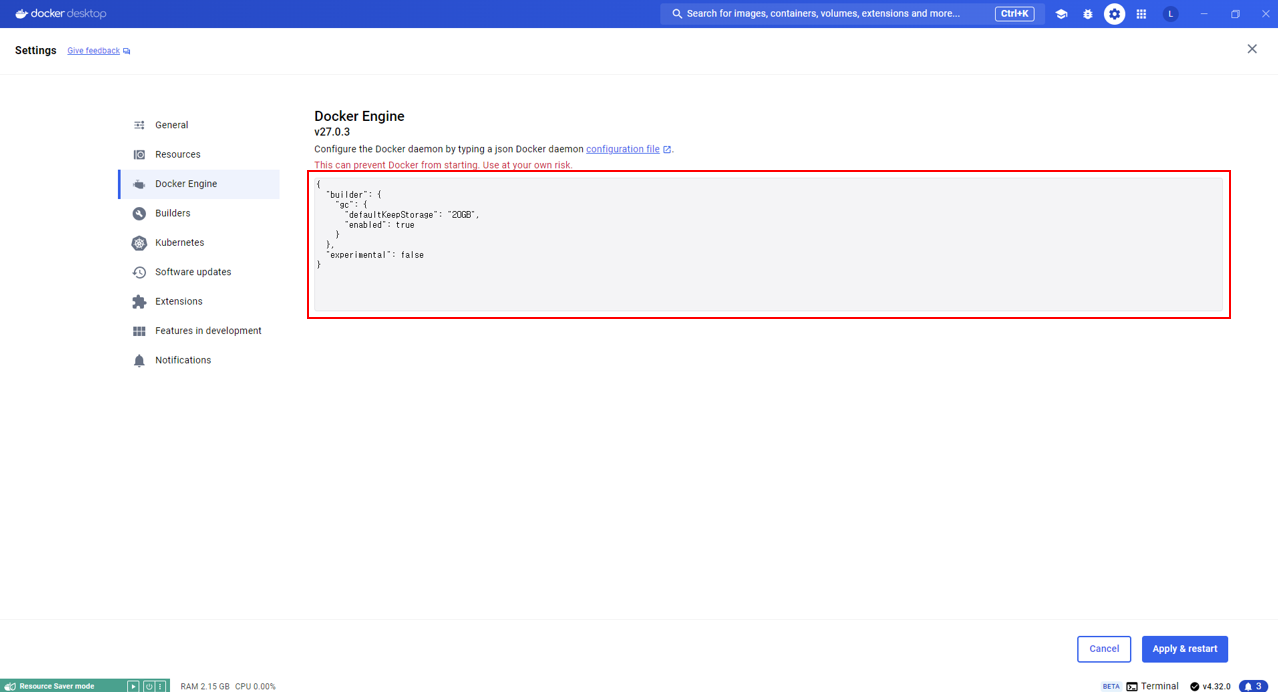 docker desktop
Search for images, containers, volumes, extensions and more...
Ctrl+K
L
Settings
Give feedback
General
Resources
Docker Engine
Builders
Kubernetes
Software updates
Extensions
Features in development
Notifications
Docker Engine
v27.0.3
Configure the Docker daemon by typing a json Docker daemon configuration file .
This can prevent Docker from starting. Use at your own risk.
{
  "builder": {
    "gc": {
      "defaultKeepStorage": "20GB",
      "enabled": true
    }
  },
  "experimental": false
}
Cancel
Apply & restart
Resource Saver mode
RAM 2.15 GB CPU 0.00%
BETA
Terminal
v4.32.0
3